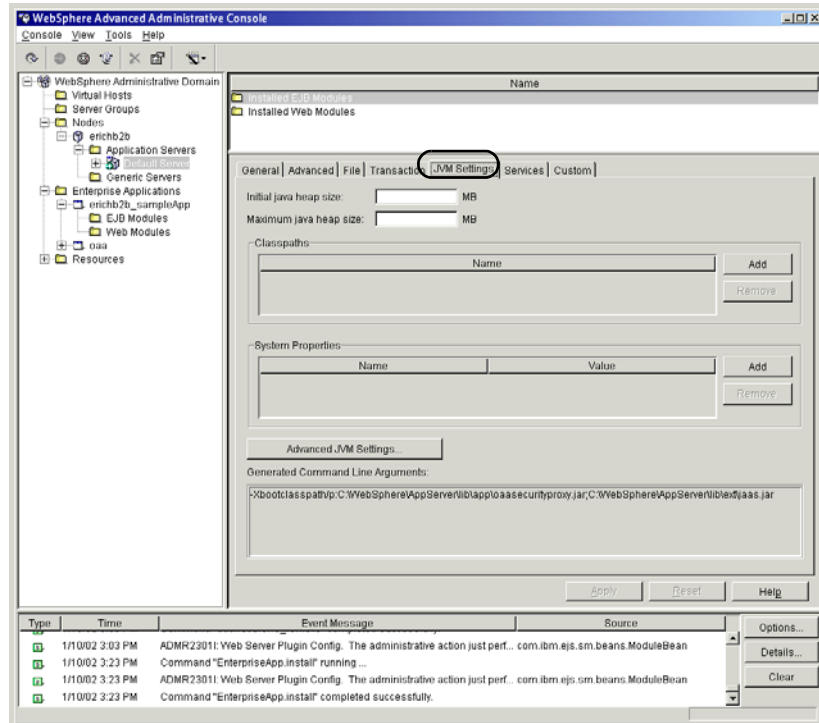 WebSphere Advanced Administrative Console
Console View Tools Help
WebSphere Administrative Domain
Virtual Hosts
Server Groups
Nodes
erichb2b
Application Servers
Default Server
Generic Servers
Enterprise Applications
erichb2b_sampleApp
EJB Modules
Web Modules
oaa
Resources
Name
Installed EJB Modules
Installed Web Modules
General Advanced File Transaction JVM Settings Services Custom
Initial java heap size: MB
Maximum java heap size: MB
Classpaths
Name
Add
Remove
System Properties
Name Value
Add
Remove
Advanced JVM Settings...
Generated Command Line Arguments:
-Xbootclasspath/p:C:\WebSphere\AppServer\lib\app\oaasecurityproxy.jar;C:\WebSphere\AppServer\lib\ext\jaas.jar
Apply Reset Help
Type Time Event Message Source
1/10/02 3:03 PM ADMR2301I: Web Server Plugin Config. The administrative action just perf... com.ibm.ejs.sm.beans.ModuleBean
1/10/02 3:23 PM Command "EnterpriseApp.install" running ...
1/10/02 3:23 PM ADMR2301I: Web Server Plugin Config. The administrative action just perf... com.ibm.ejs.sm.beans.ModuleBean
1/10/02 3:23 PM Command "EnterpriseApp.install" completed successfully.
Options...
Details...
Clear